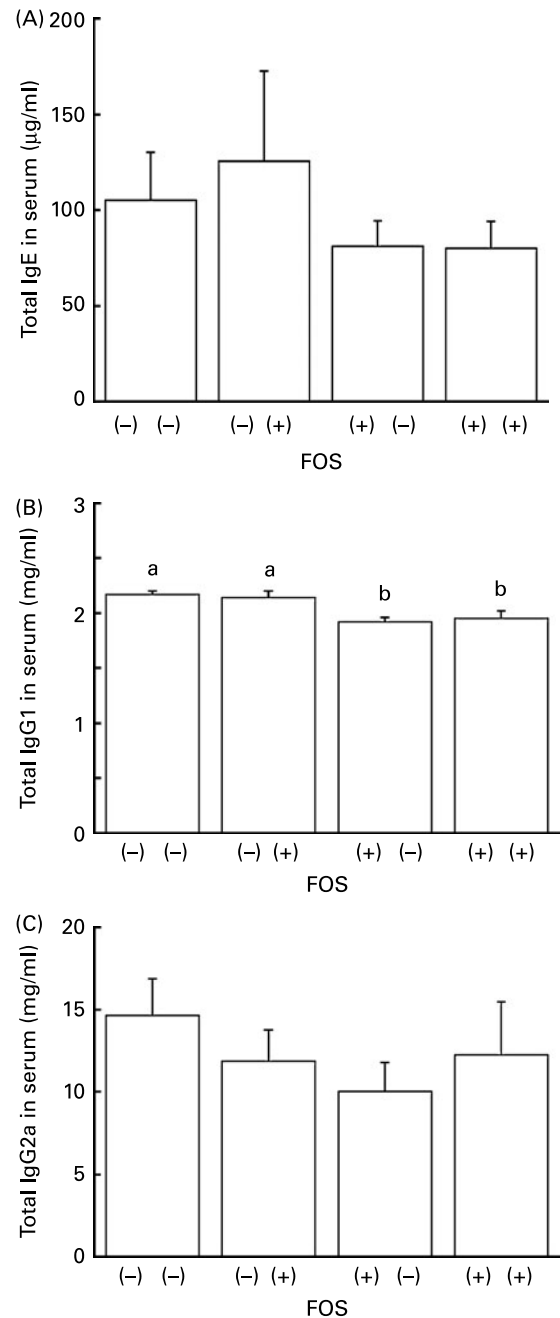 (A)
Total IgE in serum (μg/ml)
200
150
100
50
0
(−) (−) (−) (+) (+) (−) (+) (+)
FOS
(B)
Total IgG1 in serum (mg/ml)
3
2
1
0
a a b b
(−) (−) (−) (+) (+) (−) (+) (+)
FOS
(C)
Total IgG2a in serum (mg/ml)
20
15
10
5
0
(−) (−) (−) (+) (+) (−) (+) (+)
FOS